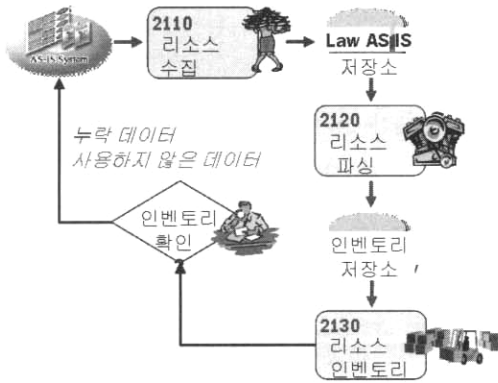 AS-IS System
2110
리소스
수집
Law AS IS
저장소
2120
리소스
파싱
누락 데이터
사용하지 않은 데이터
인벤토리
확인
인벤토리
저장소
2130
리소스
인벤토리